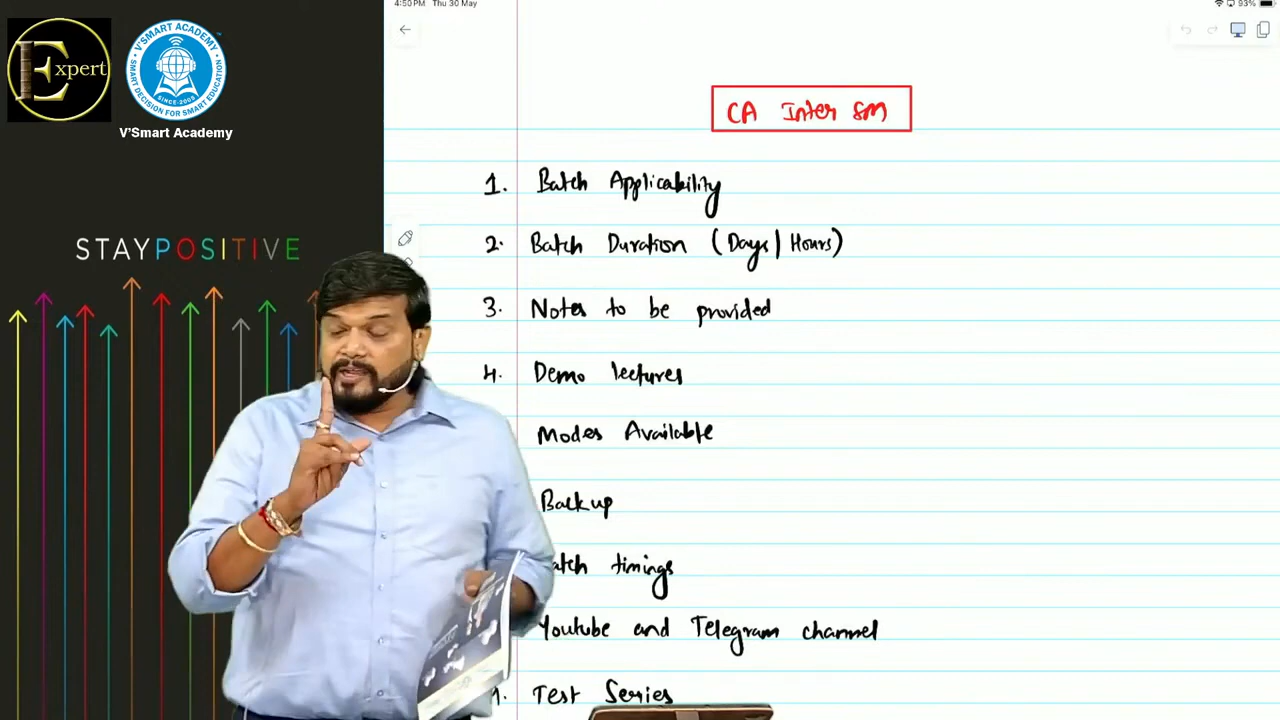 4:50PM Thu 30 May
93%
Expert
V'SMART ACADEMY
SMART DECISION FOR SMART EDUCATION
SINCE-2005
V'Smart Academy
STAYPOSITIVE
CA Inter SM
1. Batch Applicability
2. Batch Duration (Days | Hours)
3. Notes to be provided
4. Demo lectures
Modes Available
Backup
atch timings
Youtube and Telegram channel
Test Series